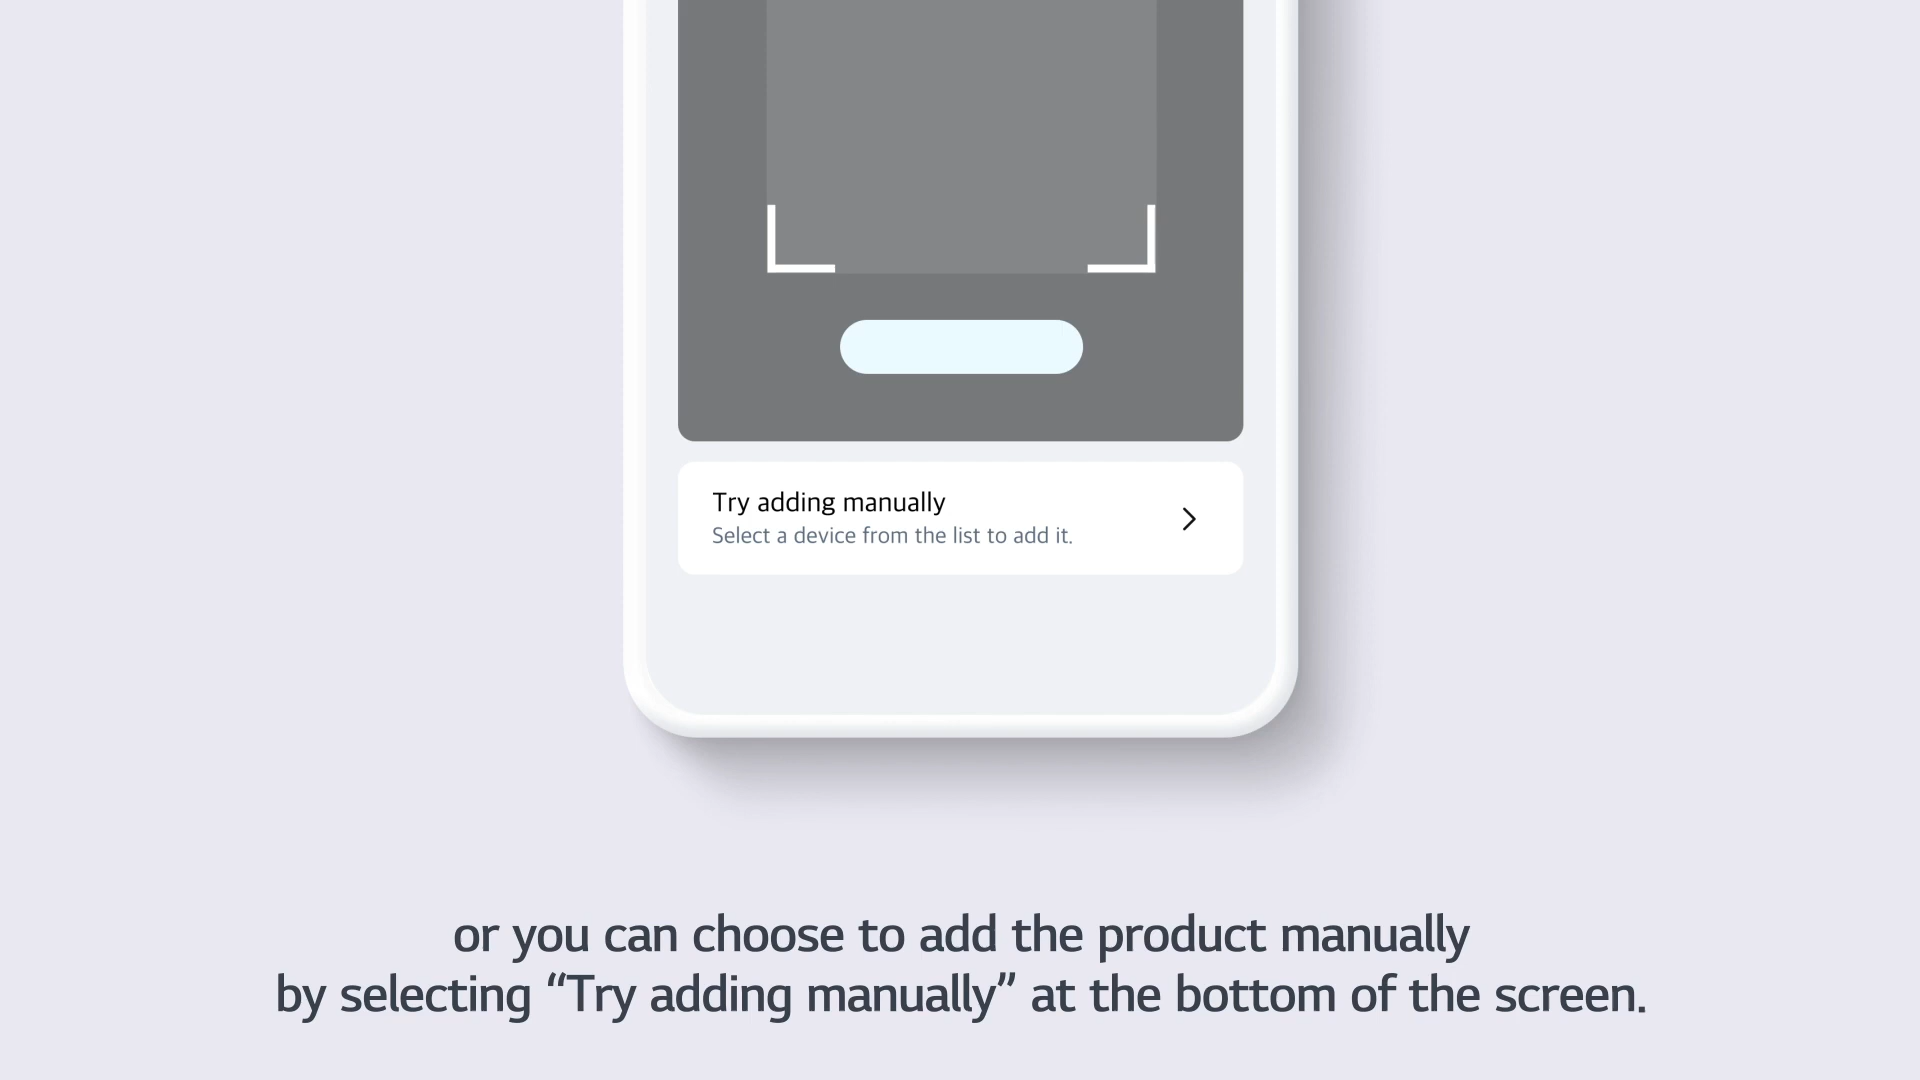 Try adding manually
Select a device from the list to add it.
or you can choose to add the product manually
by selecting “Try adding manually” at the bottom of the screen.